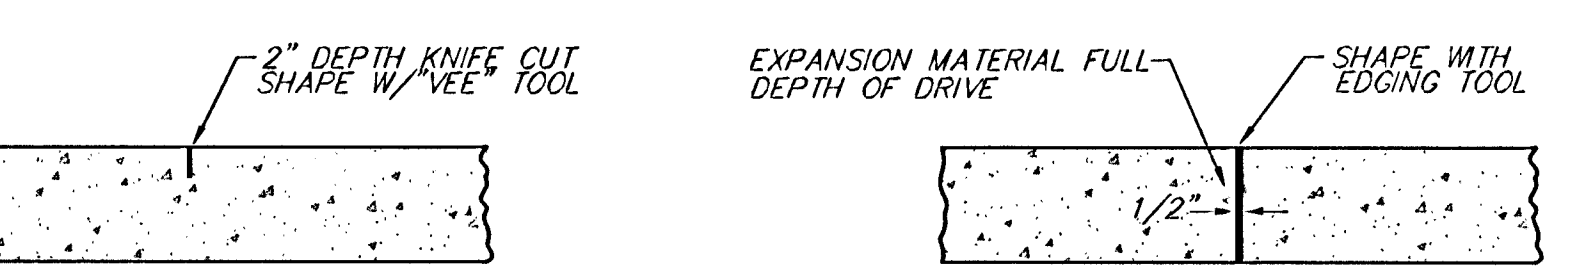 2" DEPTH KNIFE CUT
SHAPE W/"VEE" TOOL
EXPANSION MATERIAL FULL
DEPTH OF DRIVE
SHAPE WITH
EDGING TOOL
1/2"